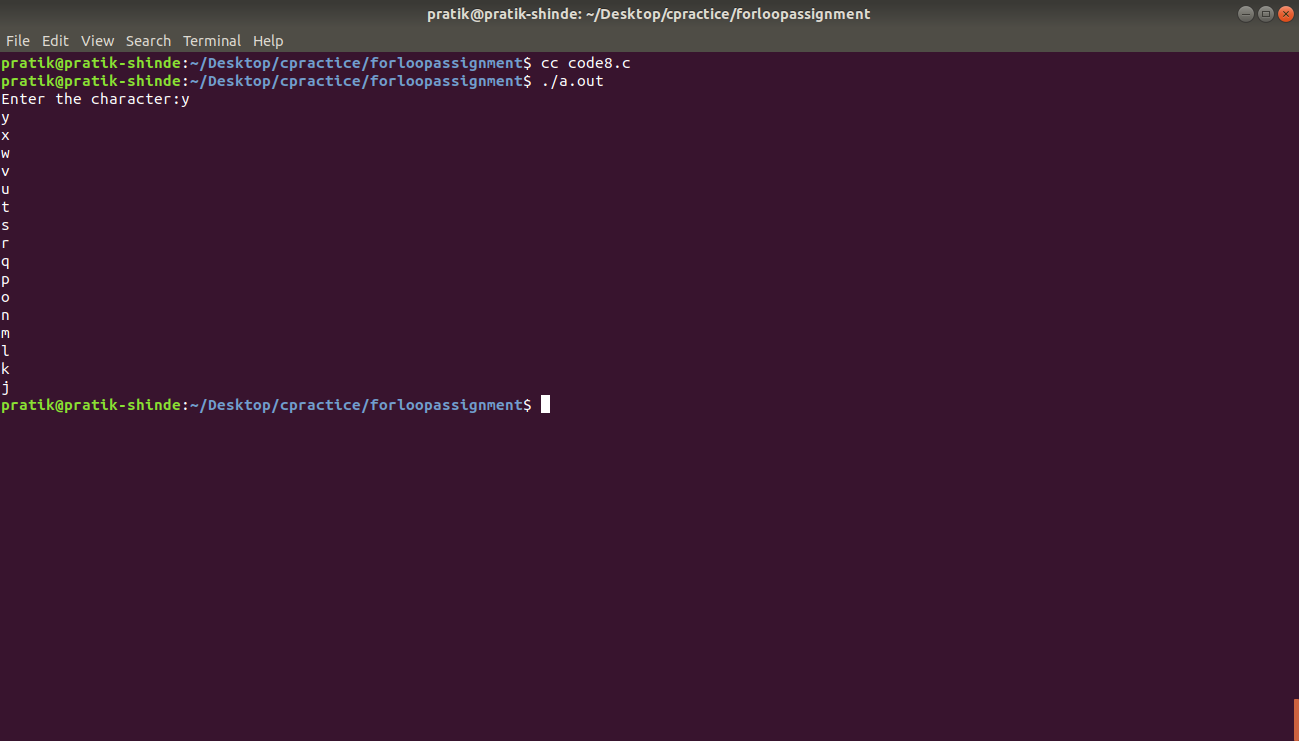 pratik@pratik-shinde: ~/Desktop/cpractice/forloopassignment
File Edit View Search Terminal Help
pratik@pratik-shinde:~/Desktop/cpractice/forloopassignment$ cc code8.c
pratik@pratik-shinde:~/Desktop/cpractice/forloopassignment$ ./a.out
Enter the character:y
y
x
w
v
u
t
s
r
q
p
o
n
m
l
k
j
pratik@pratik-shinde:~/Desktop/cpractice/forloopassignment$